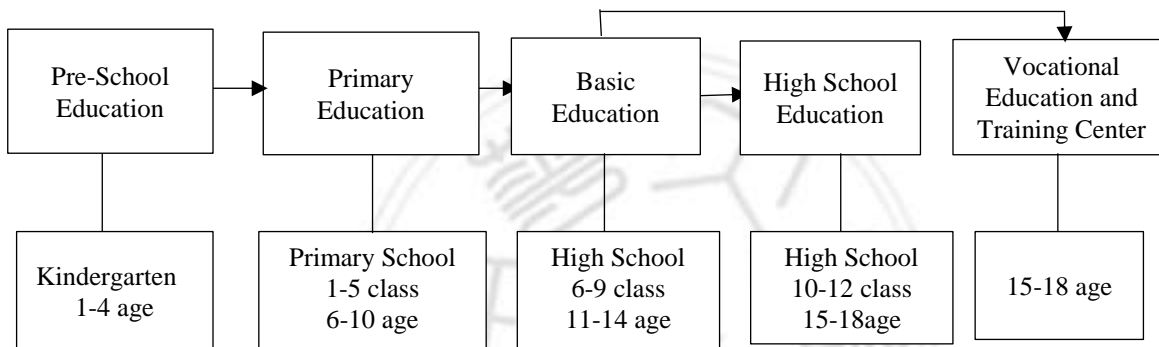 Pre-School
Education
Primary
Education
Basic
Education
High School
Education
Vocational
Education and
Training Center
Kindergarten
1-4 age
Primary School
1-5 class
6-10 age
High School
6-9 class
11-14 age
High School
10-12 class
15-18age
15-18 age